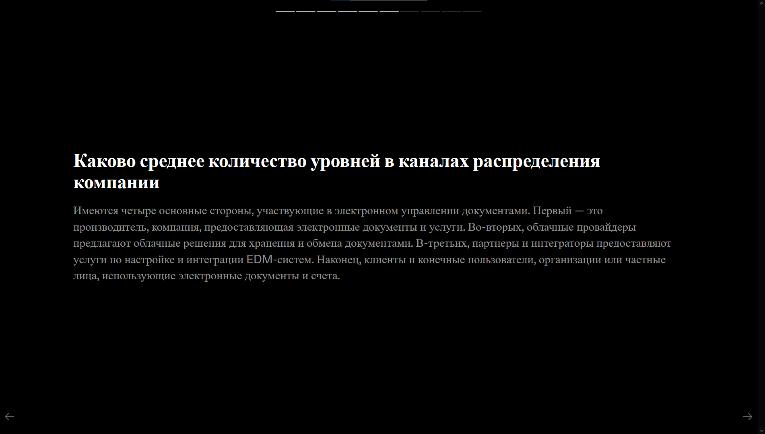 Каково среднее количество уровней в каналах распределения
компании
Имеются четыре основные стороны, участвующие в электронном управлении документами. Первый — это
производитель, компания, предоставляющая электронные документы и услуги. Во-вторых, облачные провайдеры
предлагают облачные решения для хранения и обмена документами. В-третьих, партнеры и интеграторы предоставляют
услуги по настройке и интеграции EDM-систем. Наконец, клиенты и конечные пользователи, организации или частные
лица, использующие электронные документы и счета.